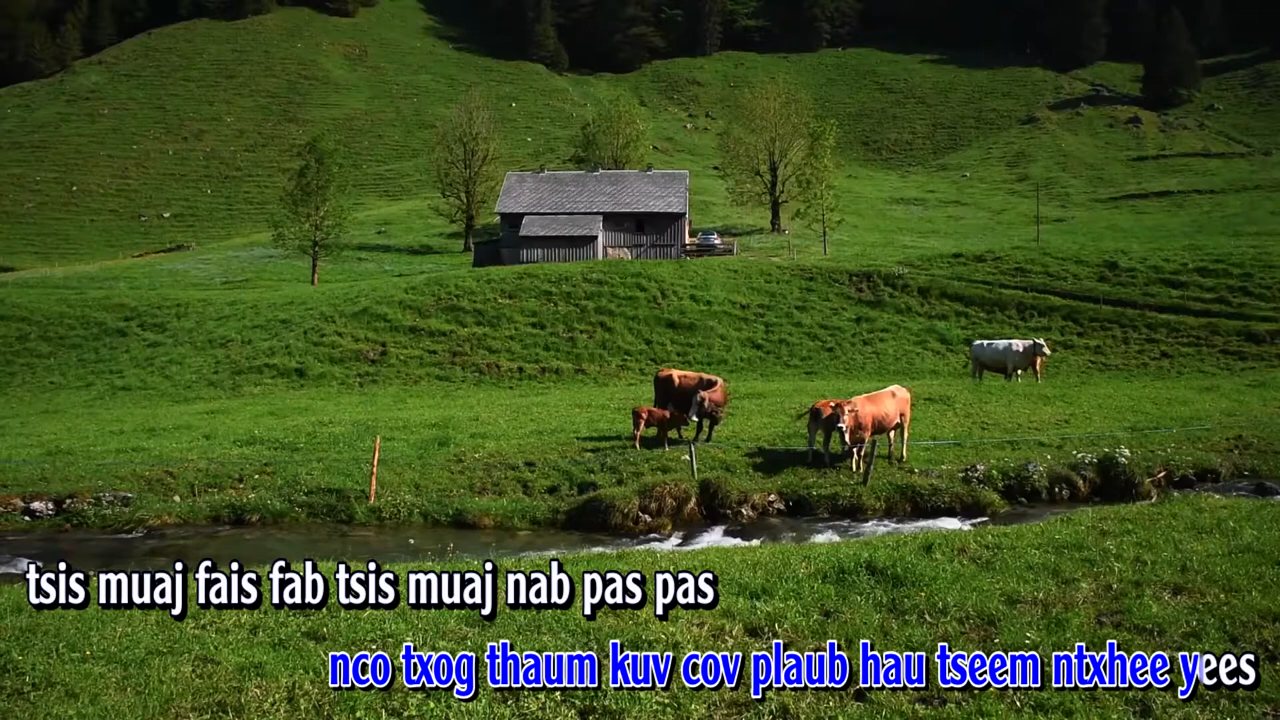 tsis muaj fais fab tsis muaj nab pas pas
nco txog thaum kuv cov plaub hau tseem ntxhee yees